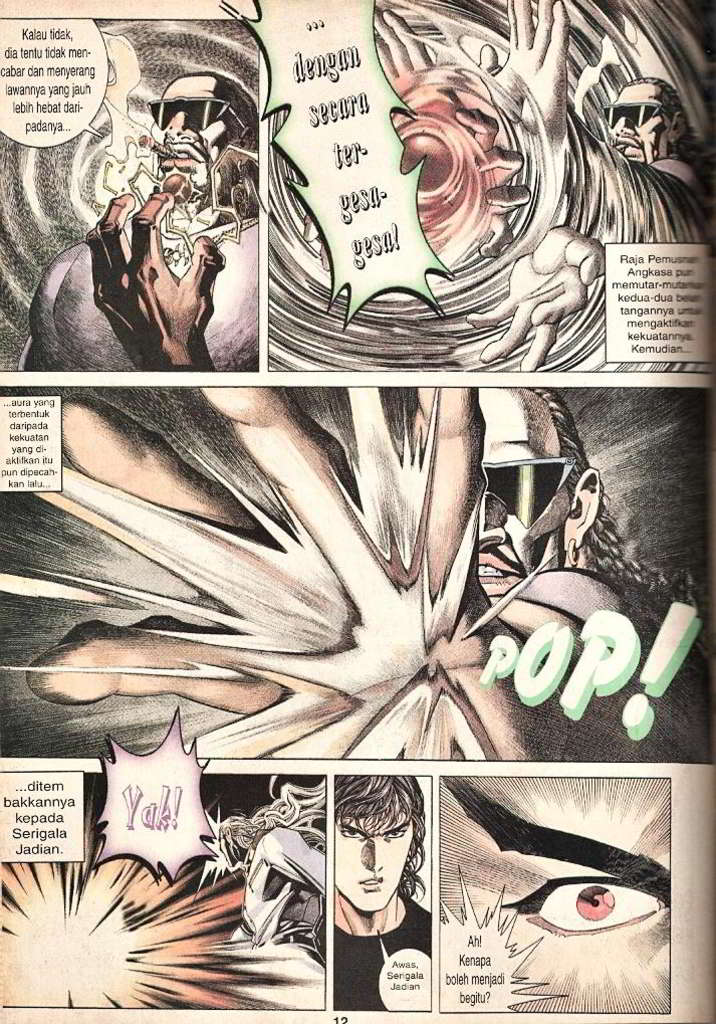 Kalau tidak,
dia tentu tidak men-
cabar dan menyerang
lawannya yang jauh
lebih hebat dari-
padanya...
...
dengan
secara
ter-
gesa-
gesa!
Raja Pemusnah
Angkasa pun
memutar-mutarkan
kedua-dua belah
tangannya untuk
mengaktifkan
kekuatannya.
Kemudian...
...aura yang
terbentuk
daripada
kekuatan
yang di-
aktifkan itu
pun dipecah-
kan lalu...
POP!
...ditem
bakkannya
kepada
Serigala
Jadian.
Yak!
Awas,
Serigala
Jadian
Ah!
Kenapa
boleh menjadi
begitu?
12